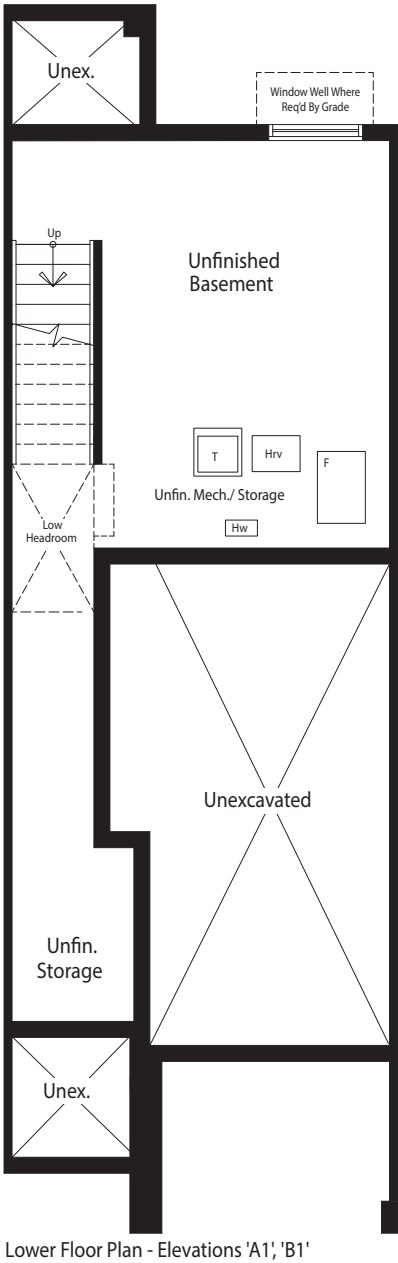 Unex.
Window Well Where
Req'd By Grade
Up
Unfinished
Basement
T
Hrv
F
Unfin. Mech./ Storage
Hw
Low
Headroom
Unexcavated
Unfin.
Storage
Unex.
Lower Floor Plan - Elevations 'A1', 'B1'